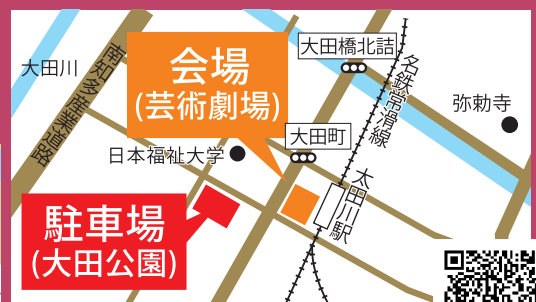 会場
(芸術劇場)
大田橋北詰
大田川
南知多産業道路
名鉄常滑線
弥勒寺
大田町
日本福祉大学
太田川駅
駐車場
(大田公園)